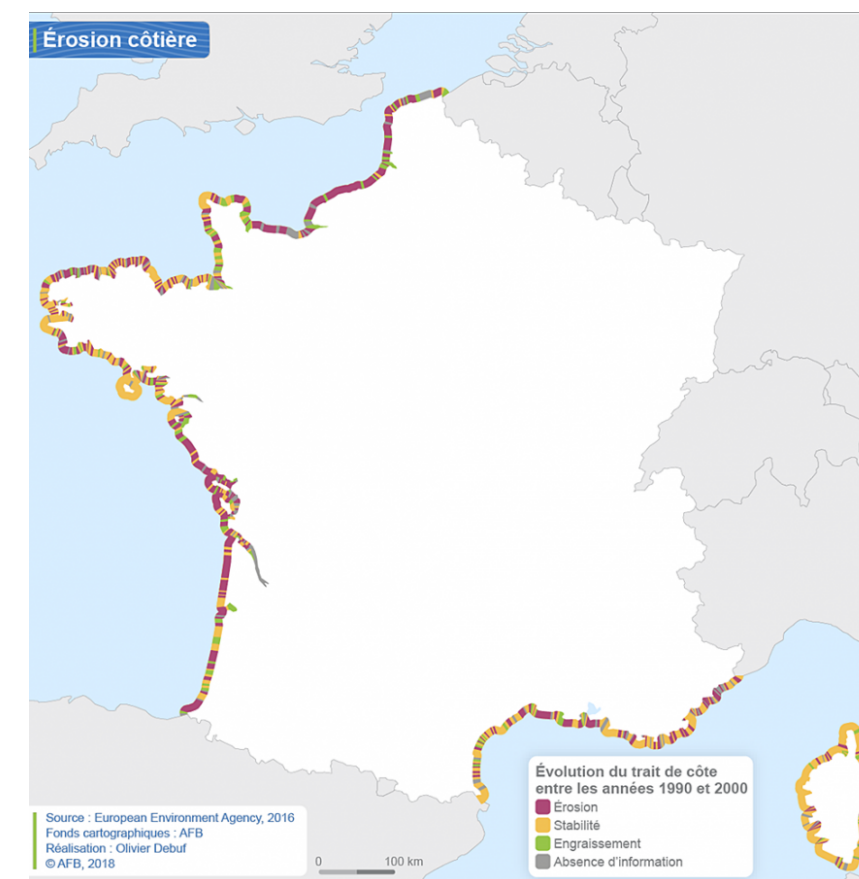 Érosion côtière
Évolution du trait de côte
entre les années 1990 et 2000
Érosion
Stabilité
Engraissement
Absence d'information
Source : European Environment Agency, 2016
Fonds cartographiques : AFB
Réalisation : Olivier Debuf
© AFB, 2018
0 100 km